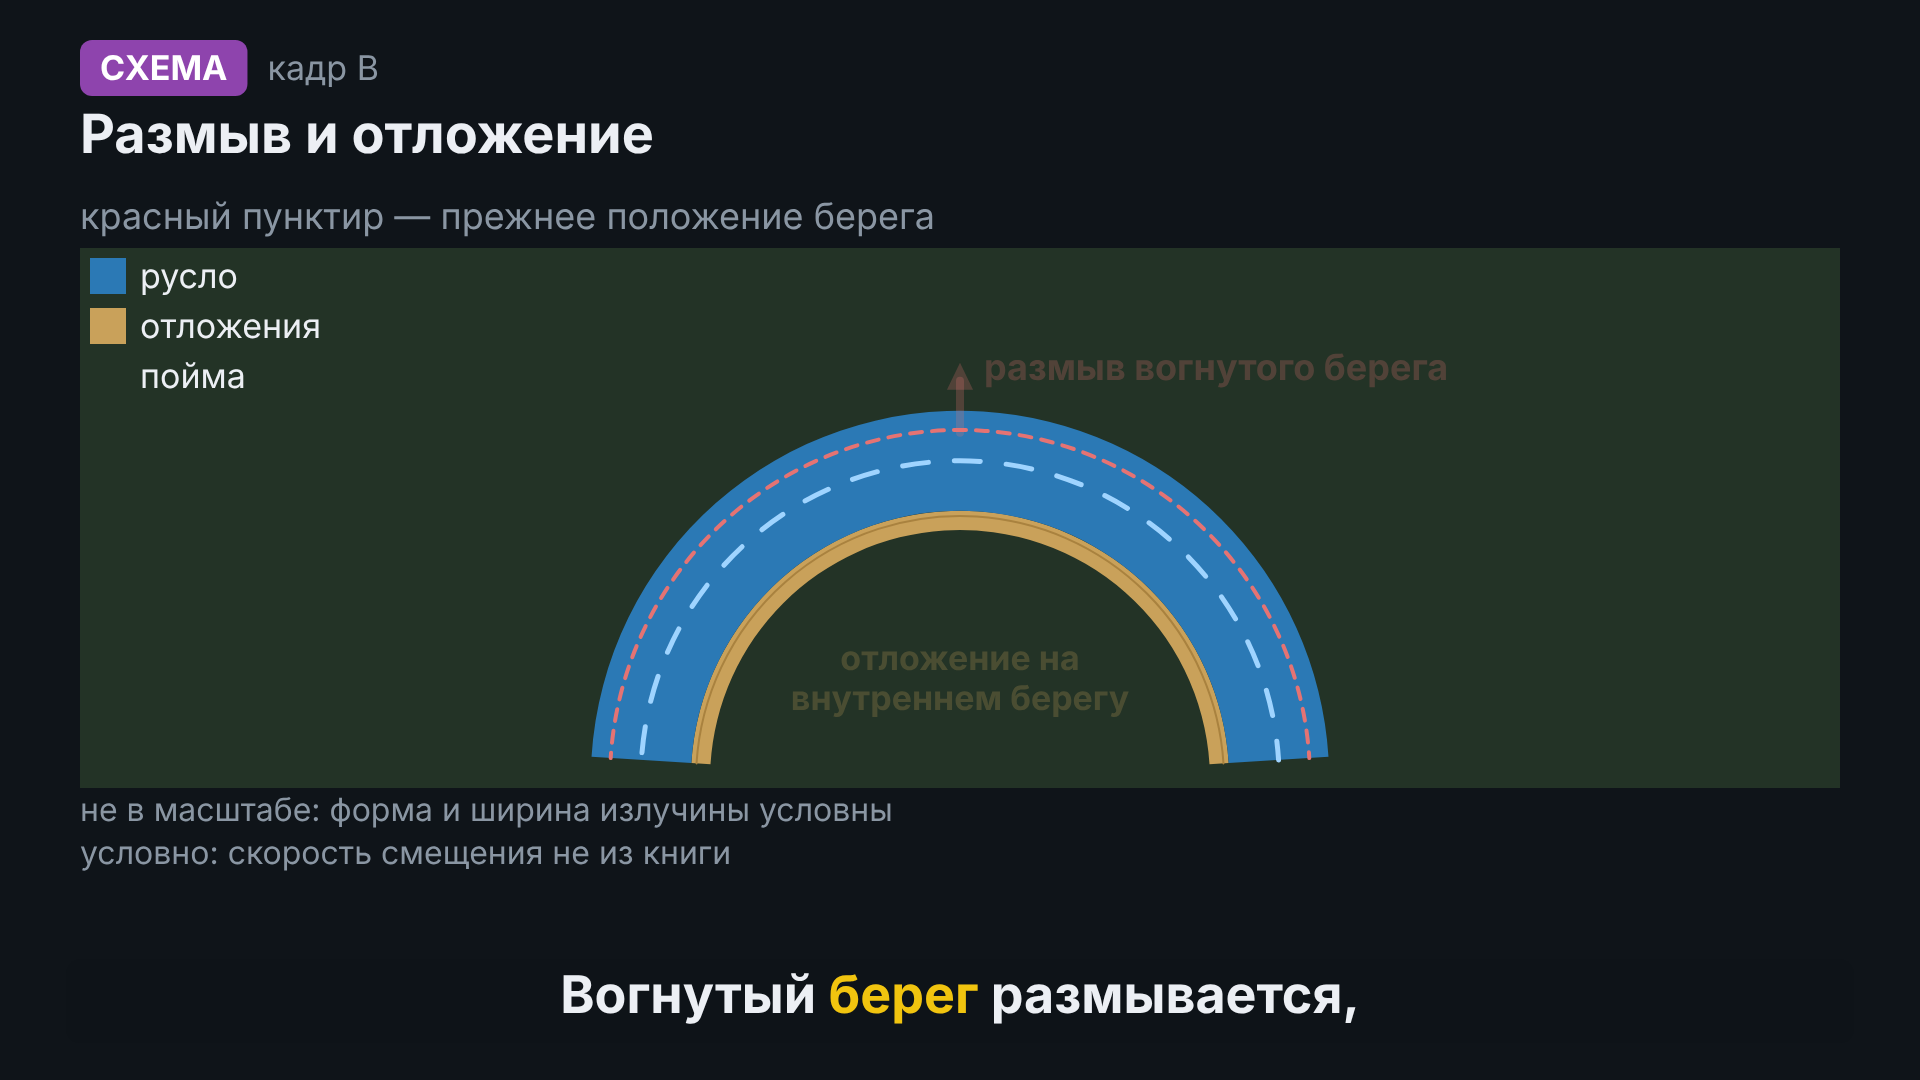 СХЕМА кадр В
Размыв и отложение
красный пунктир — прежнее положение берега
русло
отложения
пойма
размыв вогнутого берега
отложение на
внутреннем берегу
не в масштабе: форма и ширина излучины условны
условно: скорость смещения не из книги
Вогнутый берег размывается,